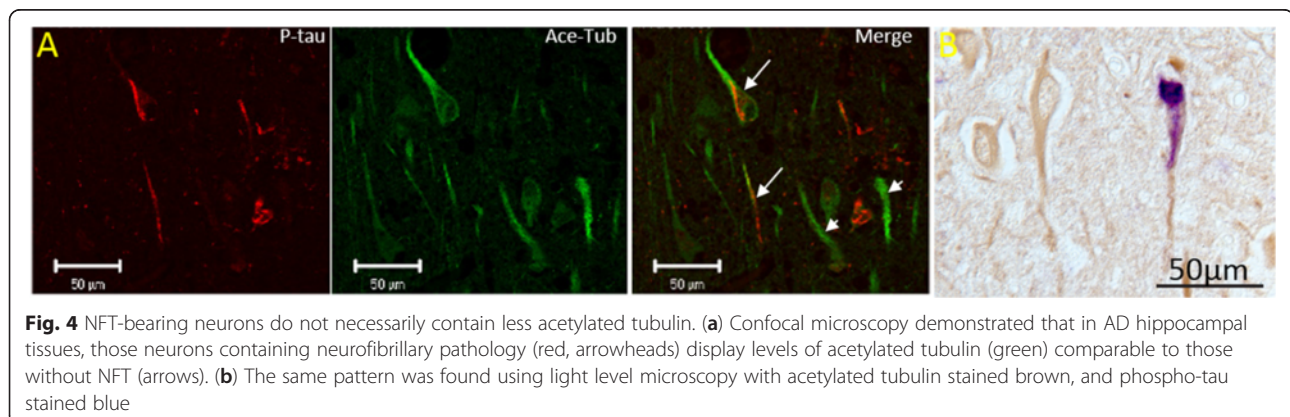 A
P-tau
Ace-Tub
Merge
B
50 µm
50 µm
50 µm
50µm
Fig. 4 NFT-bearing neurons do not necessarily contain less acetylated tubulin. (a) Confocal microscopy demonstrated that in AD hippocampal
tissues, those neurons containing neurofibrillary pathology (red, arrowheads) display levels of acetylated tubulin (green) comparable to those
without NFT (arrows). (b) The same pattern was found using light level microscopy with acetylated tubulin stained brown, and phospho-tau
stained blue